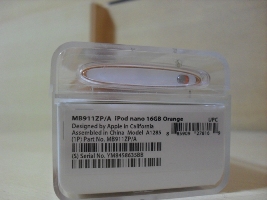 MB911ZP/A iPod nano 16GB Orange
UPC
Designed by Apple in California
Assembled in China Model A1285
(1P) Part No. MB911ZP/A
(S) Serial No.